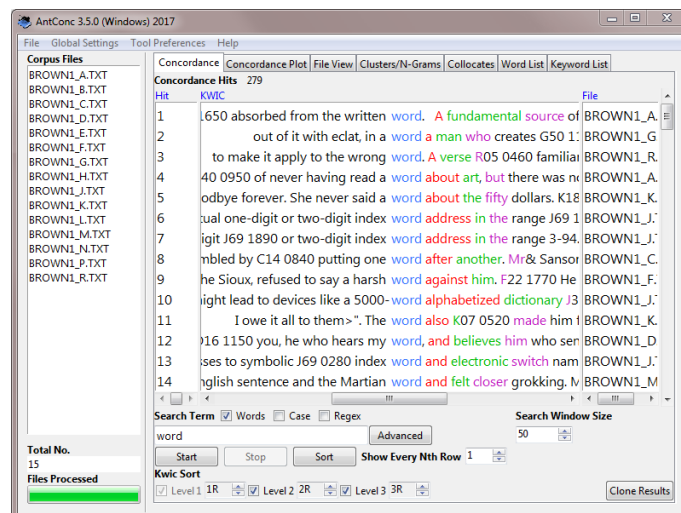 AntConc 3.5.0 (Windows) 2017
File Global Settings Tool Preferences Help
Corpus Files
BROWN1_A.TXT
BROWN1_B.TXT
BROWN1_C.TXT
BROWN1_D.TXT
BROWN1_E.TXT
BROWN1_F.TXT
BROWN1_G.TXT
BROWN1_H.TXT
BROWN1_J.TXT
BROWN1_K.TXT
BROWN1_L.TXT
BROWN1_M.TXT
BROWN1_N.TXT
BROWN1_P.TXT
BROWN1_R.TXT
Total No.
15
Files Processed
Concordance Concordance Plot File View Clusters/N-Grams Collocates Word List Keyword List
Concordance Hits 279
Hit KWIC File
1 1650 absorbed from the written word. A fundamental source of BROWN1_A.
2 out of it with eclat, in a word a man who creates G50 11 BROWN1_G
3 to make it apply to the wrong word. A verse R05 0460 familiar BROWN1_R.
4 40 0950 of never having read a word about art, but there was no BROWN1_A.
5 odbye forever. She never said a word about the fifty dollars. K18 BROWN1_K.
6 tual one-digit or two-digit index word address in the range J69 1 BROWN1_J.T
7 igit J69 1890 or two-digit index word address in the range 3-94. BROWN1_J.T
8 mbled by C14 0840 putting one word after another. Mr& Sansor BROWN1_C.
9 he Sioux, refused to say a harsh word against him. F22 1770 He BROWN1_F.T
10 ight lead to devices like a 5000-word alphabetized dictionary J3 BROWN1_J.T
11 I owe it all to them>". The word also K07 0520 made him BROWN1_K.
12 D16 1150 you, he who hears my word, and believes him who sen BROWN1_D
13 sses to symbolic J69 0280 index word and electronic switch nam BROWN1_J.T
14 nglish sentence and the Martian word and felt closer grokking. M BROWN1_M
Search Term Words Case Regex Search Window Size
word Advanced 50
Start Stop Sort Show Every Nth Row 1
Kwic Sort
Level 1 1R Level 2 2R Level 3 3R Clone Results